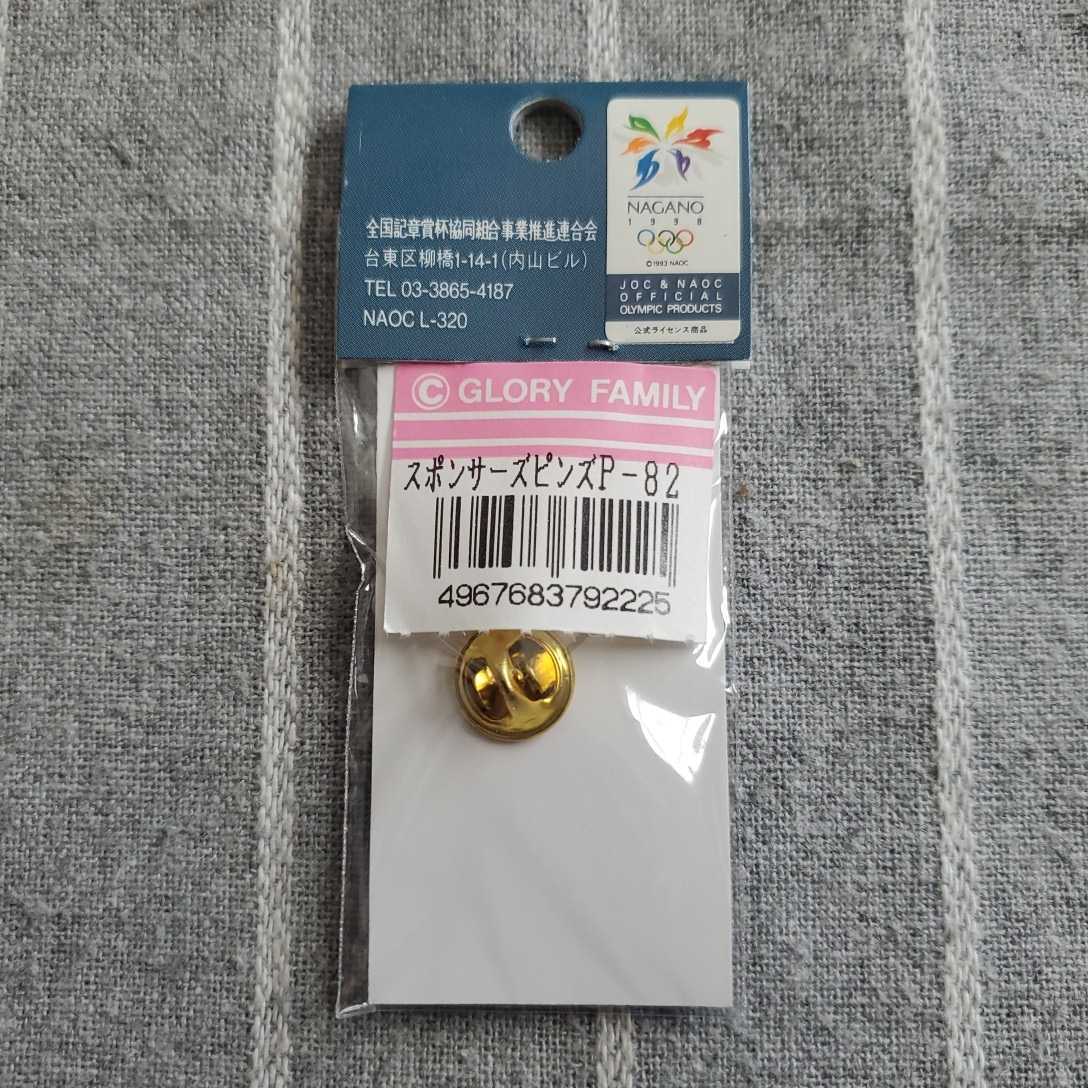 全国記章賞杯協同組合事業推進連合会
台東区柳橋1-14-1(内山ビル)
TEL 03-3865-4187
NAOC L-320
NAGANO
1998
©1993 NAOC
JOC & NAOC
OFFICIAL
OLYMPIC PRODUCTS
公式ライセンス商品
© GLORY FAMILY
スポンサーズピンズP-82
4967683792225